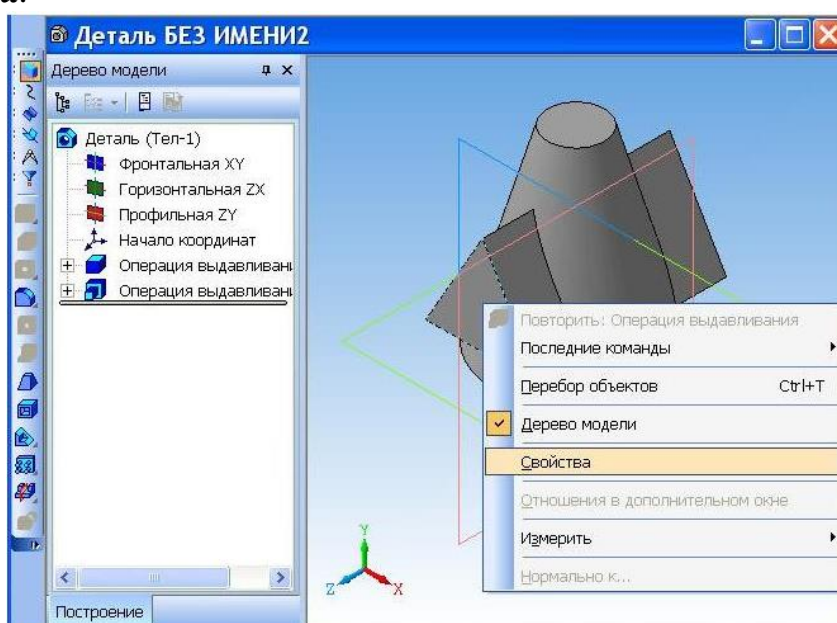 Деталь БЕЗ ИМЕНИ2
Дерево модели
Деталь (Тел-1)
Фронтальная XY
Горизонтальная ZX
Профильная ZY
Начало координат
Операция выдавливани
Операция выдавливани
Построение
Повторить: Операция выдавливания
Последние команды
Перебор объектов Ctrl+T
Дерево модели
Свойства
Отношения в дополнительном окне
Измерить
Нормально к...
Y
Z
X